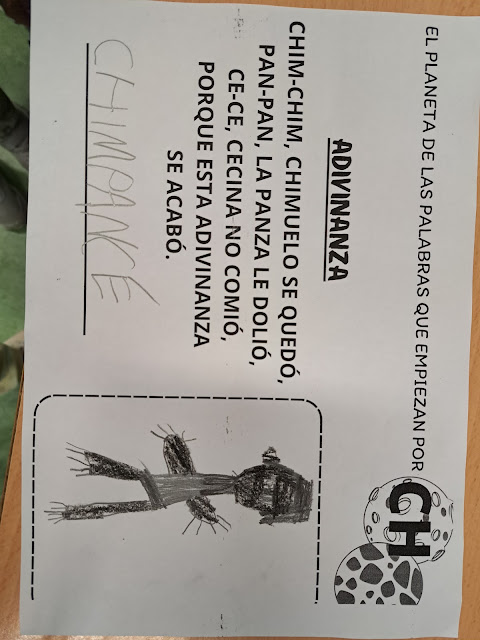 EL PLANETA DE LAS PALABRAS QUE EMPIEZAN POR CH
ADIVINANZA
CHIM-CHIM, CHIMUELO SE QUEDÓ,
PAN-PAN, LA PANZA LE DOLIÓ,
CE-CE, CECINA NO COMIÓ,
PORQUE ESTA ADIVINANZA
SE ACABÓ.
CHIMPANCÉ